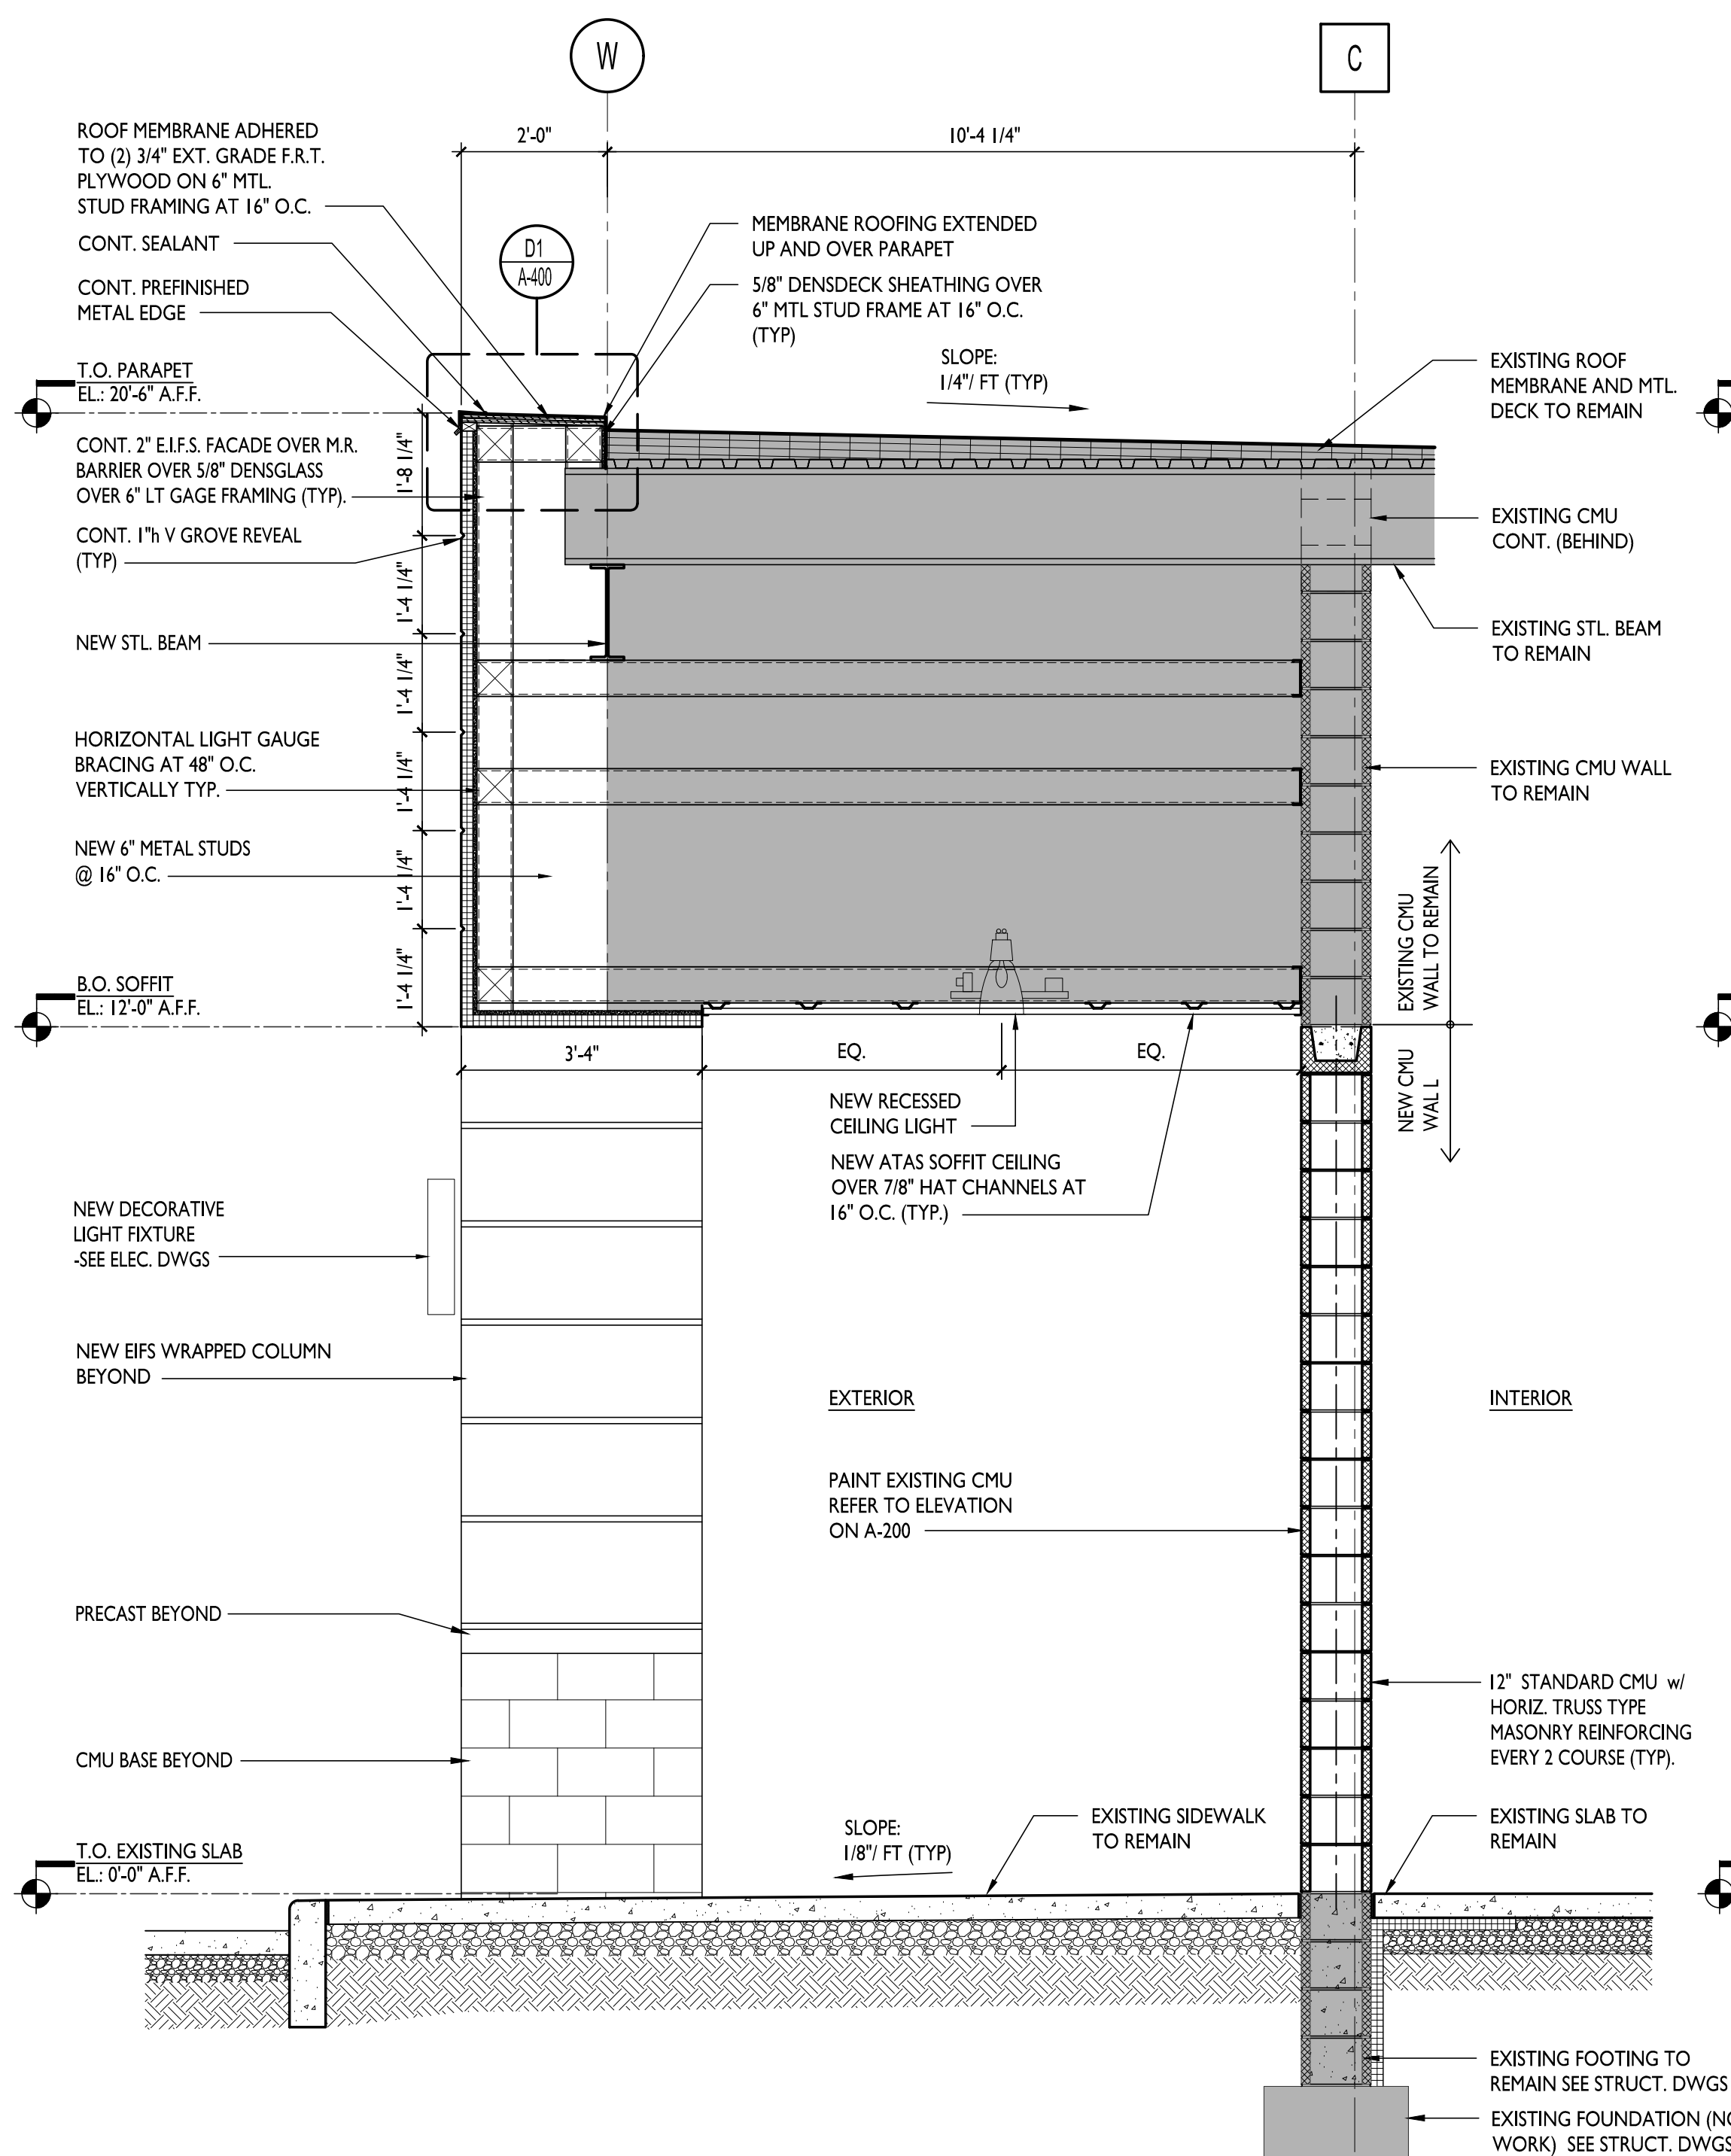 W
C
2'-0"
10'-4 1/4"
ROOF MEMBRANE ADHERED
TO (2) 3/4" EXT. GRADE F.R.T.
PLYWOOD ON 6" MTL.
STUD FRAMING AT 16" O.C.
CONT. SEALANT
CONT. PREFINISHED
METAL EDGE
D1
A-400
MEMBRANE ROOFING EXTENDED
UP AND OVER PARAPET
5/8" DENSDECK SHEATHING OVER
6" MTL STUD FRAME AT 16" O.C.
(TYP)
SLOPE:
1/4"/ FT (TYP)
EXISTING ROOF
MEMBRANE AND MTL.
DECK TO REMAIN
T.O. PARAPET
EL.: 20'-6" A.F.F.
CONT. 2" E.I.F.S. FACADE OVER M.R.
BARRIER OVER 5/8" DENSGLASS
OVER 6" LT GAGE FRAMING (TYP).
CONT. 1"h V GROVE REVEAL
(TYP)
1'-8 1/4"
1'-4 1/4"
1'-4 1/4"
1'-4 1/4"
1'-4 1/4"
1'-4 1/4"
EXISTING CMU
CONT. (BEHIND)
NEW STL. BEAM
EXISTING STL. BEAM
TO REMAIN
HORIZONTAL LIGHT GAUGE
BRACING AT 48" O.C.
VERTICALLY TYP.
EXISTING CMU WALL
TO REMAIN
NEW 6" METAL STUDS
@ 16" O.C.
EXISTING CMU
WALL TO REMAIN
B.O. SOFFIT
EL.: 12'-0" A.F.F.
3'-4"
EQ.
EQ.
NEW CMU
WALL
NEW RECESSED
CEILING LIGHT
NEW ATAS SOFFIT CEILING
OVER 7/8" HAT CHANNELS AT
16" O.C. (TYP.)
NEW DECORATIVE
LIGHT FIXTURE
-SEE ELEC. DWGS
NEW EIFS WRAPPED COLUMN
BEYOND
EXTERIOR
INTERIOR
PAINT EXISTING CMU
REFER TO ELEVATION
ON A-200
PRECAST BEYOND
12" STANDARD CMU w/
HORIZ. TRUSS TYPE
MASONRY REINFORCING
EVERY 2 COURSE (TYP).
CMU BASE BEYOND
SLOPE:
1/8"/ FT (TYP)
EXISTING SIDEWALK
TO REMAIN
EXISTING SLAB TO
REMAIN
T.O. EXISTING SLAB
EL.: 0'-0" A.F.F.
EXISTING FOOTING TO
REMAIN SEE STRUCT. DWGS
EXISTING FOUNDATION
WORK) SEE STRUCT. DWGS